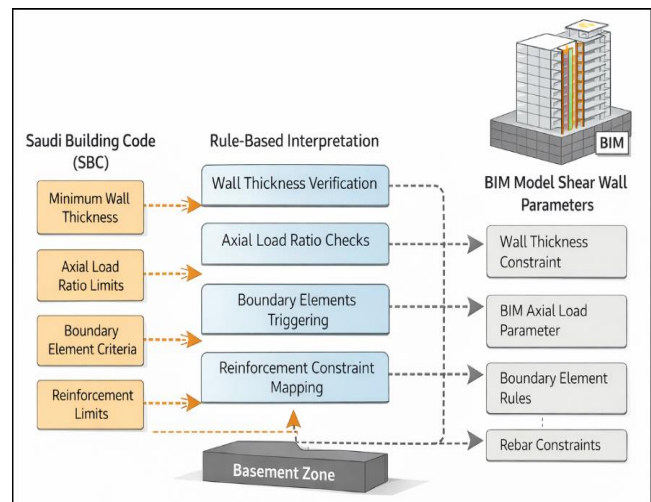 Saudi Building Code
(SBC)
Minimum Wall
Thickness
Axial Load
Ratio Limits
Boundary
Element Criteria
Reinforcement
Limits
Rule-Based Interpretation
Wall Thickness Verification
Axial Load Ratio Checks
Boundary Elements
Triggering
Reinforcement Constraint
Mapping
Basement Zone
BIM
BIM Model Shear Wall
Parameters
Wall Thickness
Constraint
BIM Axial Load
Parameter
Boundary Element
Rules
Rebar Constraints